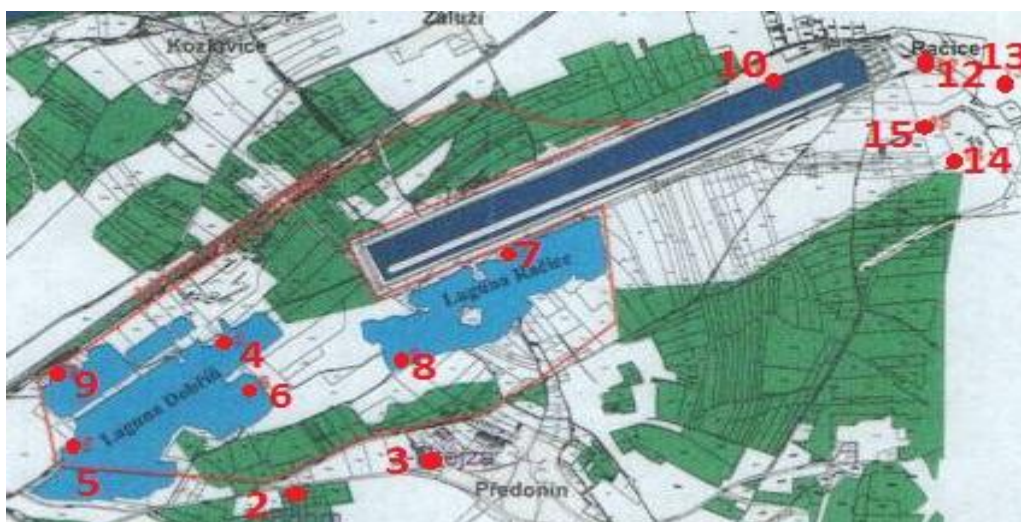 Záluží
Kozlovice
Račice
10
12
13
15
14
7
Laguna Račice
4
8
9
6
Laguna Dobříň
3
5
2
Předonín